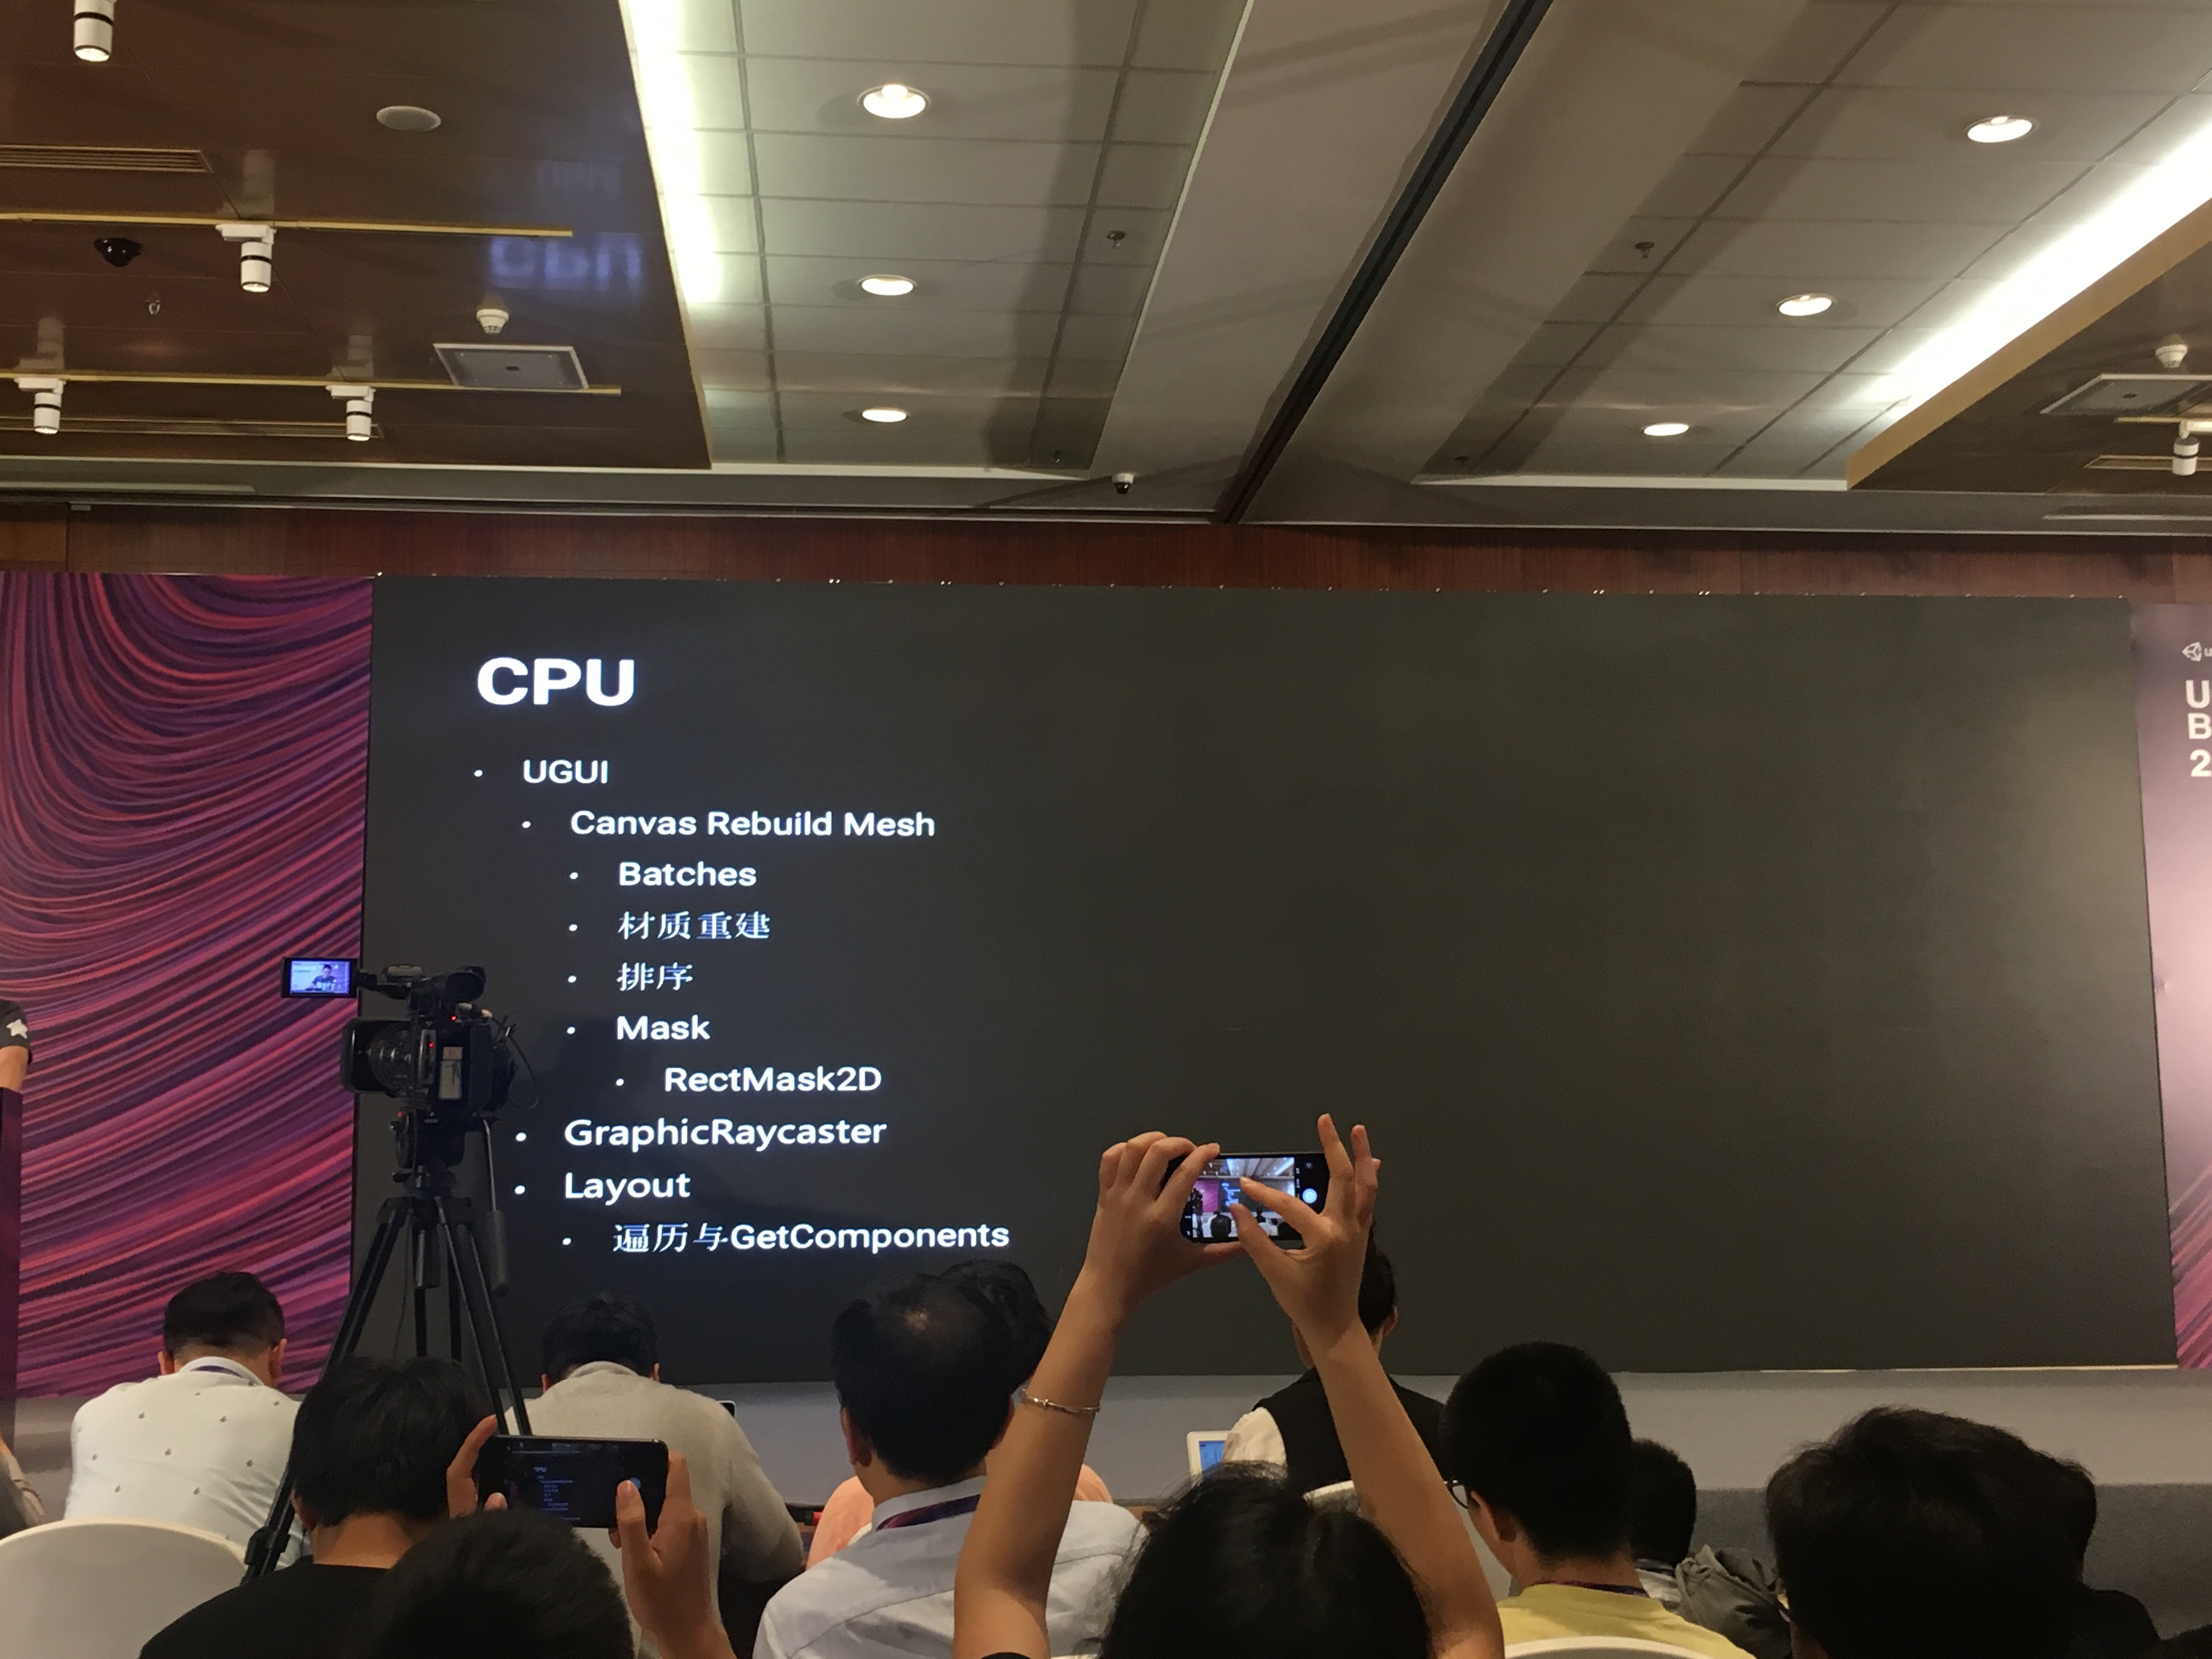 CPU
UGUI
Canvas Rebuild Mesh
Batches
材质重建
排序
Mask
RectMask2D
GraphicRaycaster
Layout
遍历与GetComponents
U
B
2